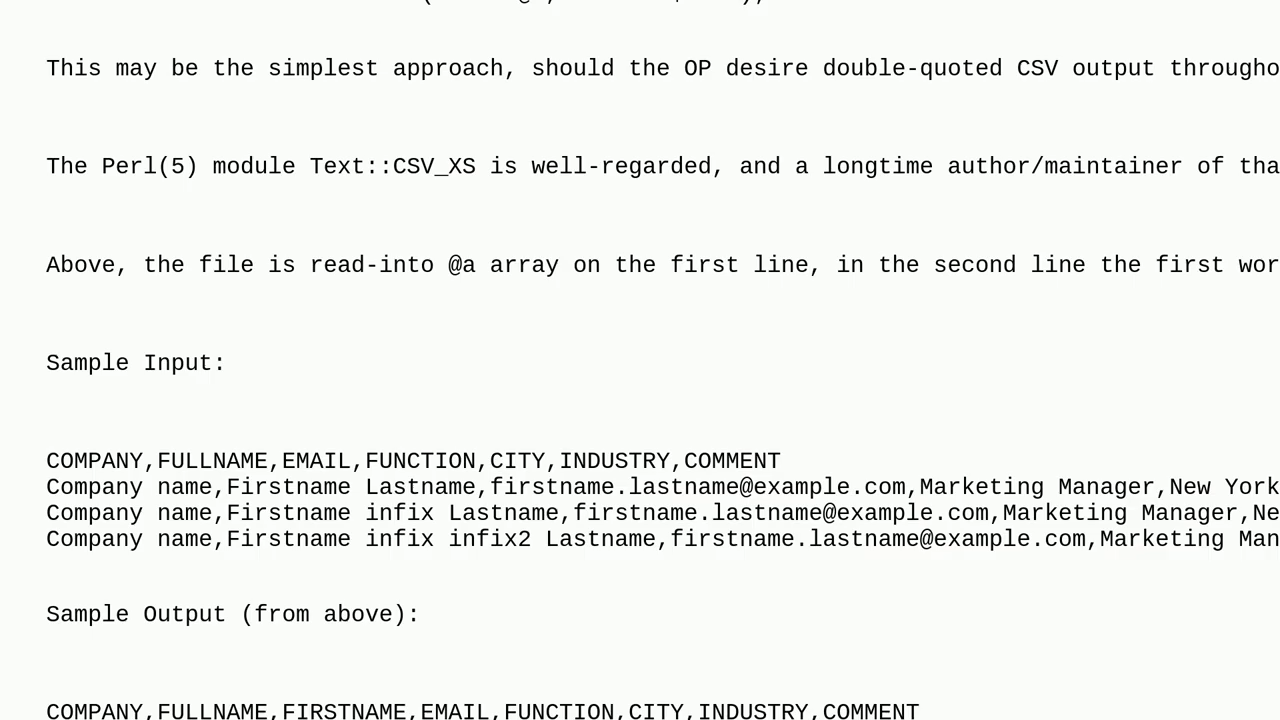 This may be the simplest approach, should the OP desire double-quoted CSV output througho
The Perl(5) module Text::CSV_XS is well-regarded, and a longtime author/maintainer of tha
Above, the file is read-into @a array on the first line, in the second line the first wor
Sample Input:
COMPANY,FULLNAME,EMAIL,FUNCTION,CITY,INDUSTRY,COMMENT
Company name,Firstname Lastname,firstname.lastname@example.com,Marketing Manager,New York
Company name,Firstname infix Lastname,firstname.lastname@example.com,Marketing Manager,Ne
Company name,Firstname infix infix2 Lastname,firstname.lastname@example.com,Marketing Man
Sample Output (from above):
COMPANY,FULLNAME,FIRSTNAME,EMAIL,FUNCTION,CITY,INDUSTRY,COMMENT